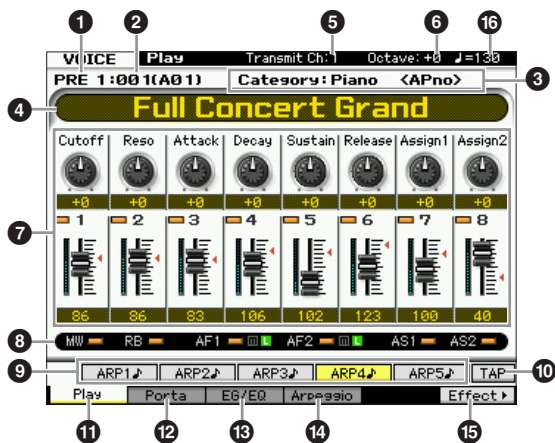 1 2 5 6 16
VOICE Play Transmit Ch:1 Octave:+0 ♩=130
PRE 1:001(A01) Category:Piano <APno> 3
4 Full Concert Grand
Cutoff Reso Attack Decay Sustain Release Assign1 Assign2
+0 +0 +0 +0 +0 +0 +0 +0
7 1 2 3 4 5 6 7 8
86 86 83 106 102 123 100 40
8 MW RB AF1 m L AF2 m L AS1 AS2
9 ARP1♪ ARP2♪ ARP3♪ ARP4♪ ARP5♪ TAP 10
Play Porta EG/EQ Arpeggio Effect
11 12 13 14 15